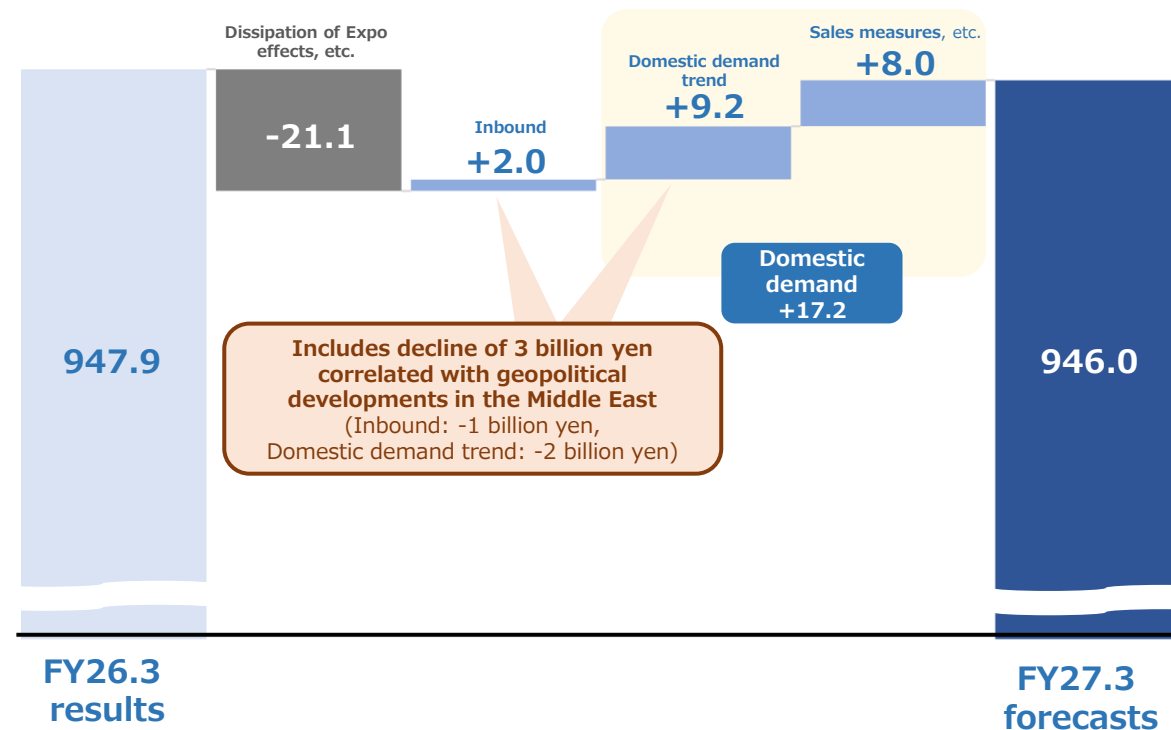 Dissipation of Expo
effects, etc.
-21.1
Inbound
+2.0
Domestic demand
trend
+9.2
Sales measures, etc.
+8.0
Domestic
demand
+17.2
Includes decline of 3 billion yen
correlated with geopolitical
developments in the Middle East
(Inbound: -1 billion yen,
Domestic demand trend: -2 billion yen)
947.9
946.0
FY26.3
results
FY27.3
forecasts